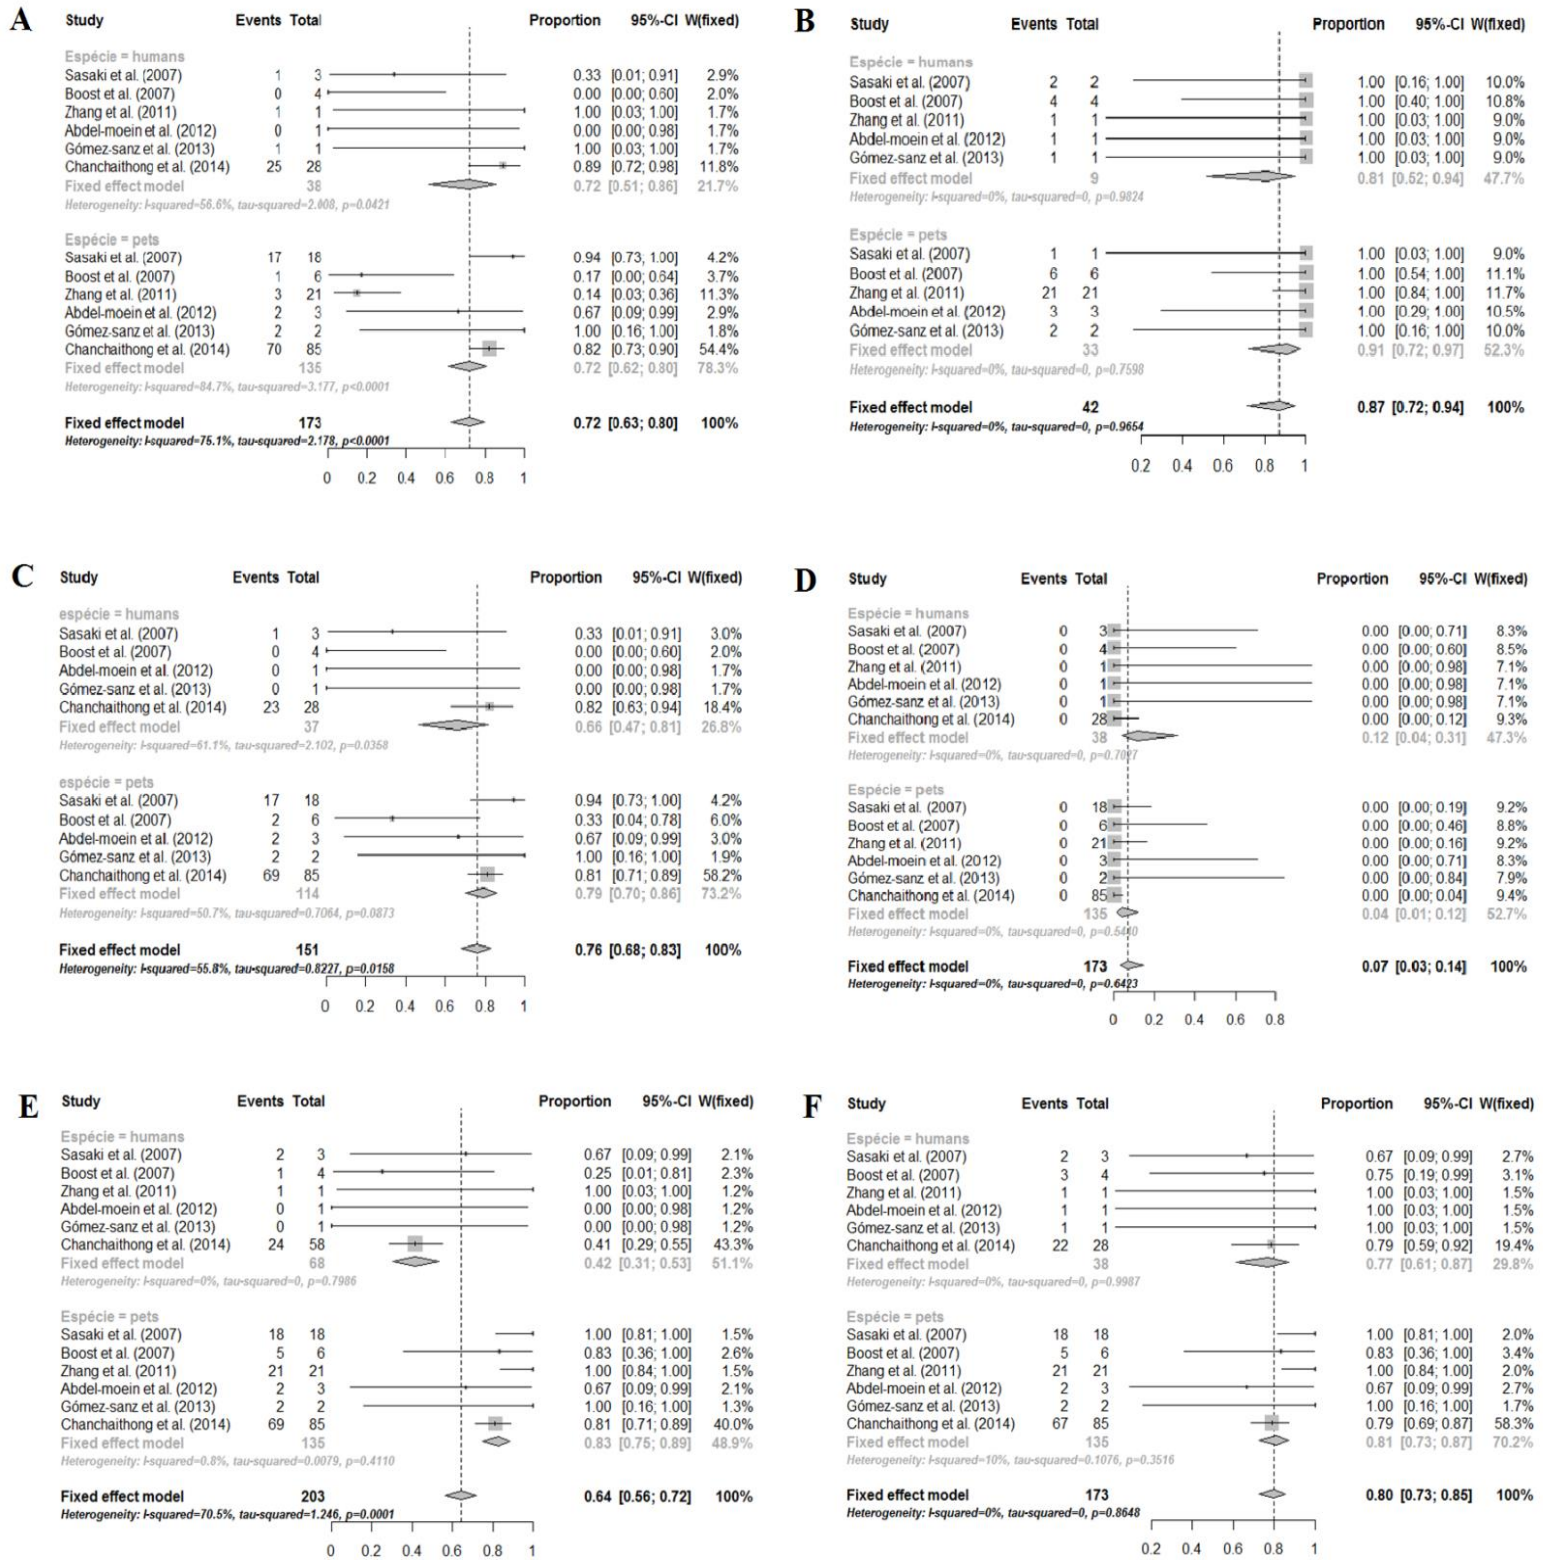 A
Study Events Total Proportion 95%-CI W(fixed)
Espécie = humans
Sasaki et al. (2007) 1 3 0.33 [0.01; 0.91] 2.9%
Boost et al. (2007) 0 4 0.00 [0.00; 0.60] 2.0%
Zhang et al. (2011) 1 1 1.00 [0.03; 1.00] 1.7%
Abdel-moein et al. (2012) 0 1 0.00 [0.00; 0.98] 1.7%
Gómez-sanz et al. (2013) 1 1 1.00 [0.03; 1.00] 1.7%
Chanchaithong et al. (2014) 25 28 0.89 [0.72; 0.98] 11.8%
Fixed effect model 38 0.72 [0.51; 0.86] 21.7%
Heterogeneity: I-squared=56.6%, tau-squared=2.008, p=0.0421
Espécie = pets
Sasaki et al. (2007) 17 18 0.94 [0.73; 1.00] 4.2%
Boost et al. (2007) 1 6 0.17 [0.00; 0.64] 3.7%
Zhang et al. (2011) 3 21 0.14 [0.03; 0.36] 11.3%
Abdel-moein et al. (2012) 2 3 0.67 [0.09; 0.99] 2.9%
Gómez-sanz et al. (2013) 2 2 1.00 [0.16; 1.00] 1.8%
Chanchaithong et al. (2014) 70 85 0.82 [0.73; 0.90] 54.4%
Fixed effect model 135 0.72 [0.62; 0.80] 78.3%
Heterogeneity: I-squared=84.7%, tau-squared=3.177, p<0.0001
Fixed effect model 173 0.72 [0.63; 0.80] 100%
Heterogeneity: I-squared=75.1%, tau-squared=2.178, p<0.0001
0 0.2 0.4 0.6 0.8 1
B
Study Events Total Proportion 95%-CI W(fixed)
Espécie = humans
Sasaki et al. (2007) 2 2 1.00 [0.16; 1.00] 10.0%
Boost et al. (2007) 4 4 1.00 [0.40; 1.00] 10.8%
Zhang et al. (2011) 1 1 1.00 [0.03; 1.00] 9.0%
Abdel-moein et al. (2012) 1 1 1.00 [0.03; 1.00] 9.0%
Gómez-sanz et al. (2013) 1 1 1.00 [0.03; 1.00] 9.0%
Fixed effect model 9 0.81 [0.52; 0.94] 47.7%
Heterogeneity: I-squared=0%, tau-squared=0, p=0.9824
Espécie = pets
Sasaki et al. (2007) 1 1 1.00 [0.03; 1.00] 9.0%
Boost et al. (2007) 6 6 1.00 [0.54; 1.00] 11.1%
Zhang et al. (2011) 21 21 1.00 [0.84; 1.00] 11.7%
Abdel-moein et al. (2012) 3 3 1.00 [0.29; 1.00] 10.5%
Gómez-sanz et al. (2013) 2 2 1.00 [0.16; 1.00] 10.0%
Fixed effect model 33 0.91 [0.72; 0.97] 52.3%
Heterogeneity: I-squared=0%, tau-squared=0, p=0.7598
Fixed effect model 42 0.87 [0.72; 0.94] 100%
Heterogeneity: I-squared=0%, tau-squared=0, p=0.9654
0.2 0.4 0.6 0.8 1
C
Study Events Total Proportion 95%-CI W(fixed)
espécie = humans
Sasaki et al. (2007) 1 3 0.33 [0.01; 0.91] 3.0%
Boost et al. (2007) 0 4 0.00 [0.00; 0.60] 2.0%
Abdel-moein et al. (2012) 0 1 0.00 [0.00; 0.98] 1.7%
Gómez-sanz et al. (2013) 0 1 0.00 [0.00; 0.98] 1.7%
Chanchaithong et al. (2014) 23 28 0.82 [0.63; 0.94] 18.4%
Fixed effect model 37 0.66 [0.47; 0.81] 26.8%
Heterogeneity: I-squared=61.1%, tau-squared=2.102, p=0.0358
espécie = pets
Sasaki et al. (2007) 17 18 0.94 [0.73; 1.00] 4.2%
Boost et al. (2007) 2 6 0.33 [0.04; 0.78] 6.0%
Abdel-moein et al. (2012) 2 3 0.67 [0.09; 0.99] 3.0%
Gómez-sanz et al. (2013) 2 2 1.00 [0.16; 1.00] 1.9%
Chanchaithong et al. (2014) 69 85 0.81 [0.71; 0.89] 58.2%
Fixed effect model 114 0.79 [0.70; 0.86] 73.2%
Heterogeneity: I-squared=50.7%, tau-squared=0.7064, p=0.0873
Fixed effect model 151 0.76 [0.68; 0.83] 100%
Heterogeneity: I-squared=55.8%, tau-squared=0.8227, p=0.0158
0 0.2 0.4 0.6 0.8 1
D
Study Events Total Proportion 95%-CI W(fixed)
Espécie = humans
Sasaki et al. (2007) 0 3 0.00 [0.00; 0.71] 8.3%
Boost et al. (2007) 0 4 0.00 [0.00; 0.60] 8.5%
Zhang et al. (2011) 0 1 0.00 [0.00; 0.98] 7.1%
Abdel-moein et al. (2012) 0 1 0.00 [0.00; 0.98] 7.1%
Gómez-sanz et al. (2013) 0 1 0.00 [0.00; 0.98] 7.1%
Chanchaithong et al. (2014) 0 28 0.00 [0.00; 0.12] 9.3%
Fixed effect model 38 0.12 [0.04; 0.31] 47.3%
Heterogeneity: I-squared=0%, tau-squared=0,
Espécie = pets
Sasaki et al. (2007) 0 18 0.00 [0.00; 0.19] 9.2%
Boost et al. (2007) 0 6 0.00 [0.00; 0.46] 8.8%
Zhang et al. (2011) 0 21 0.00 [0.00; 0.16] 9.2%
Abdel-moein et al. (2012) 0 3 0.00 [0.00; 0.71] 8.3%
Gómez-sanz et al. (2013) 0 2 0.00 [0.00; 0.84] 7.9%
Chanchaithong et al. (2014) 0 85 0.00 [0.00; 0.04] 9.4%
Fixed effect model 135 0.04 [0.01; 0.12] 52.7%
Heterogeneity: I-squared=0%, tau-squared=0,
Fixed effect model 173 0.07 [0.03; 0.14] 100%
Heterogeneity: I-squared=0%, tau-squared=0, p=0.6423
0 0.2 0.4 0.6 0.8
E
Study Events Total Proportion 95%-CI W(fixed)
Espécie = humans
Sasaki et al. (2007) 2 3 0.67 [0.09; 0.99] 2.1%
Boost et al. (2007) 1 4 0.25 [0.01; 0.81] 2.3%
Zhang et al. (2011) 1 1 1.00 [0.03; 1.00] 1.2%
Abdel-moein et al. (2012) 0 1 0.00 [0.00; 0.98] 1.2%
Gómez-sanz et al. (2013) 0 1 0.00 [0.00; 0.98] 1.2%
Chanchaithong et al. (2014) 24 58 0.41 [0.29; 0.55] 43.3%
Fixed effect model 68 0.42 [0.31; 0.53] 51.1%
Heterogeneity: I-squared=0%, tau-squared=0, p=0.7986
Espécie = pets
Sasaki et al. (2007) 18 18 1.00 [0.81; 1.00] 1.5%
Boost et al. (2007) 5 6 0.83 [0.36; 1.00] 2.6%
Zhang et al. (2011) 21 21 1.00 [0.84; 1.00] 1.5%
Abdel-moein et al. (2012) 2 3 0.67 [0.09; 0.99] 2.1%
Gómez-sanz et al. (2013) 2 2 1.00 [0.16; 1.00] 1.3%
Chanchaithong et al. (2014) 69 85 0.81 [0.71; 0.89] 40.0%
Fixed effect model 135 0.83 [0.75; 0.89] 48.9%
Heterogeneity: I-squared=0.8%, tau-squared=0.0079, p=0.4110
Fixed effect model 203 0.64 [0.56; 0.72] 100%
Heterogeneity: I-squared=70.5%, tau-squared=1.246, p=0.0001
0 0.2 0.4 0.6 0.8 1
F
Study Events Total Proportion 95%-CI W(fixed)
Espécie = humans
Sasaki et al. (2007) 2 3 0.67 [0.09; 0.99] 2.7%
Boost et al. (2007) 3 4 0.75 [0.19; 0.99] 3.1%
Zhang et al. (2011) 1 1 1.00 [0.03; 1.00] 1.5%
Abdel-moein et al. (2012) 1 1 1.00 [0.03; 1.00] 1.5%
Gómez-sanz et al. (2013) 1 1 1.00 [0.03; 1.00] 1.5%
Chanchaithong et al. (2014) 22 28 0.79 [0.59; 0.92] 19.4%
Fixed effect model 38 0.77 [0.61; 0.87] 29.8%
Heterogeneity: I-squared=0%, tau-squared=0, p=0.9987
Espécie = pets
Sasaki et al. (2007) 18 18 1.00 [0.81; 1.00] 2.0%
Boost et al. (2007) 5 6 0.83 [0.36; 1.00] 3.4%
Zhang et al. (2011) 21 21 1.00 [0.84; 1.00] 2.0%
Abdel-moein et al. (2012) 2 3 0.67 [0.09; 0.99] 2.7%
Gómez-sanz et al. (2013) 2 2 1.00 [0.16; 1.00] 1.7%
Chanchaithong et al. (2014) 67 85 0.79 [0.69; 0.87] 58.3%
Fixed effect model 135 0.81 [0.73; 0.87] 70.2%
Heterogeneity: I-squared=10%, tau-squared=0.1076, p=0.3516
Fixed effect model 173 0.80 [0.73; 0.85] 100%
Heterogeneity: I-squared=0%, tau-squared=0, p=0.8648
0.2 0.4 0.6 0.8 1